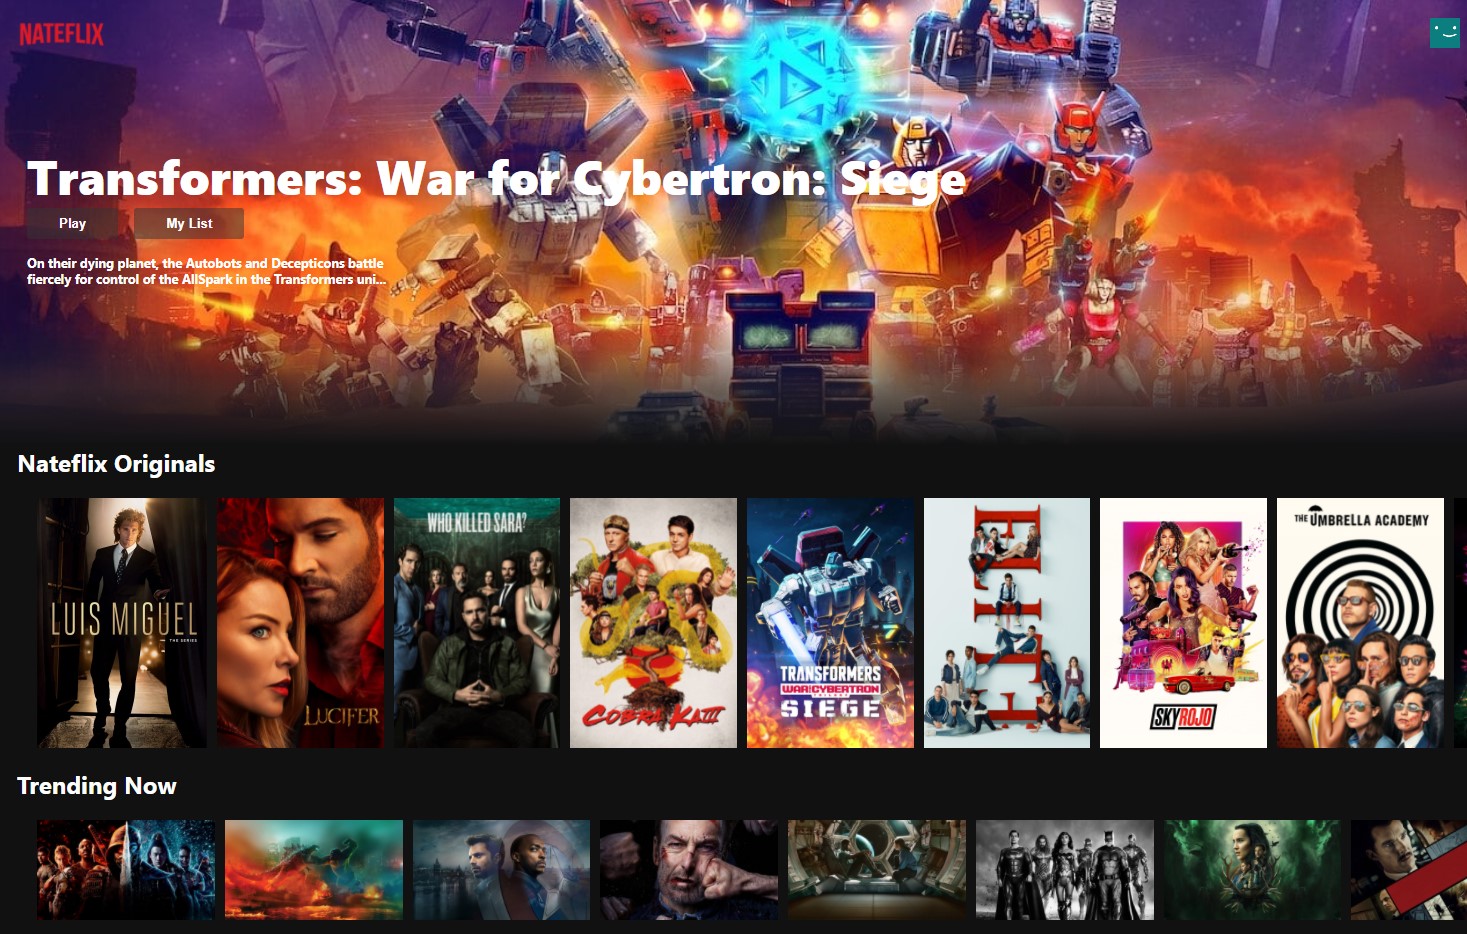 NATEFLIX
Transformers: War for Cybertron: Siege
Play
My List
On their dying planet, the Autobots and Decepticons battle
fiercely for control of the AllSpark in the Transformers uni...
Nateflix Originals
LUIS MIGUEL
THE SERIES
LUCIFER
WHO KILLED SARA?
COBRA KAI
TRANSFORMERS
WAR FOR CYBERTRON
TRILOGY
SIEGE
ELITE
SKY ROJO
THE UMBRELLA ACADEMY
Trending Now